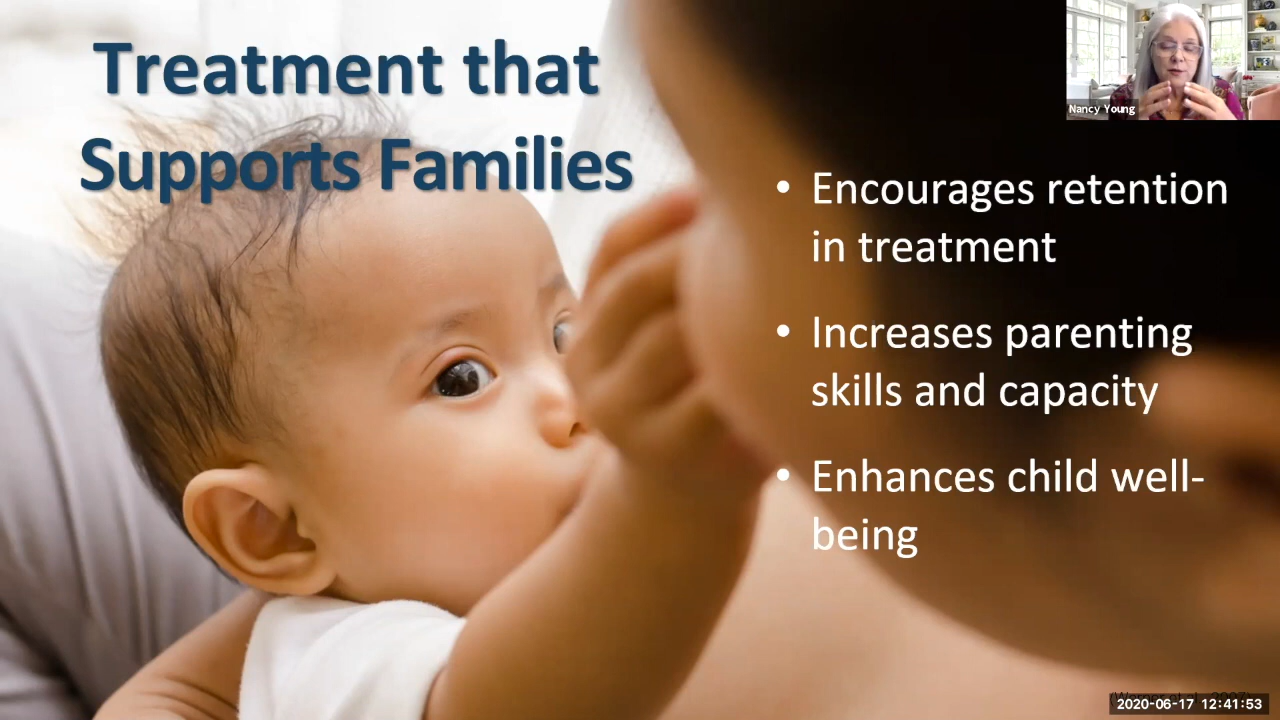 Treatment that
Supports Families
Nancy Young
• Encourages retention
in treatment
• Increases parenting
skills and capacity
• Enhances child well-
being
2020-06-17 12:41:53